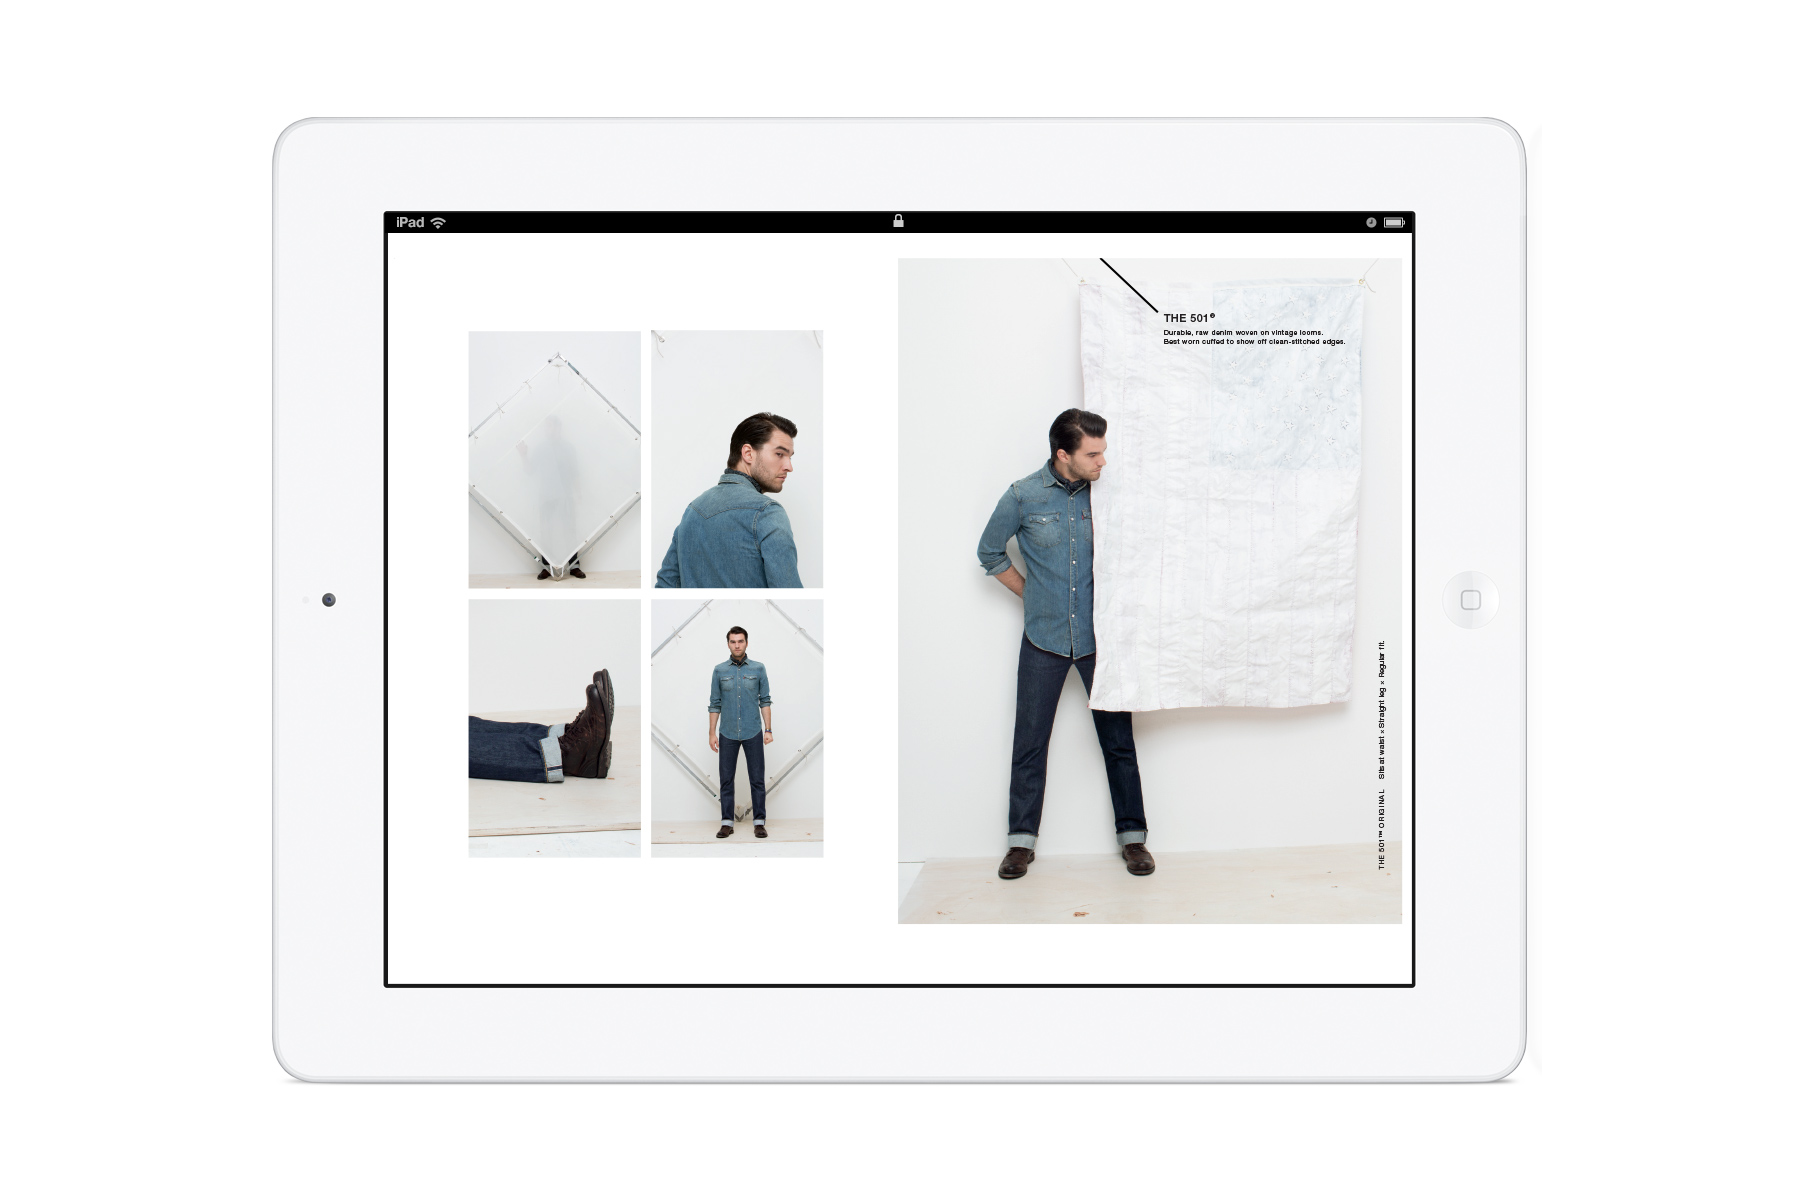 iPad
THE 501®
Durable, raw denim woven on vintage looms.
Best worn cuffed to show off clean-stitched edges.
THE 501™ ORIGINAL Sits at waist × Straight leg × Regular fit.